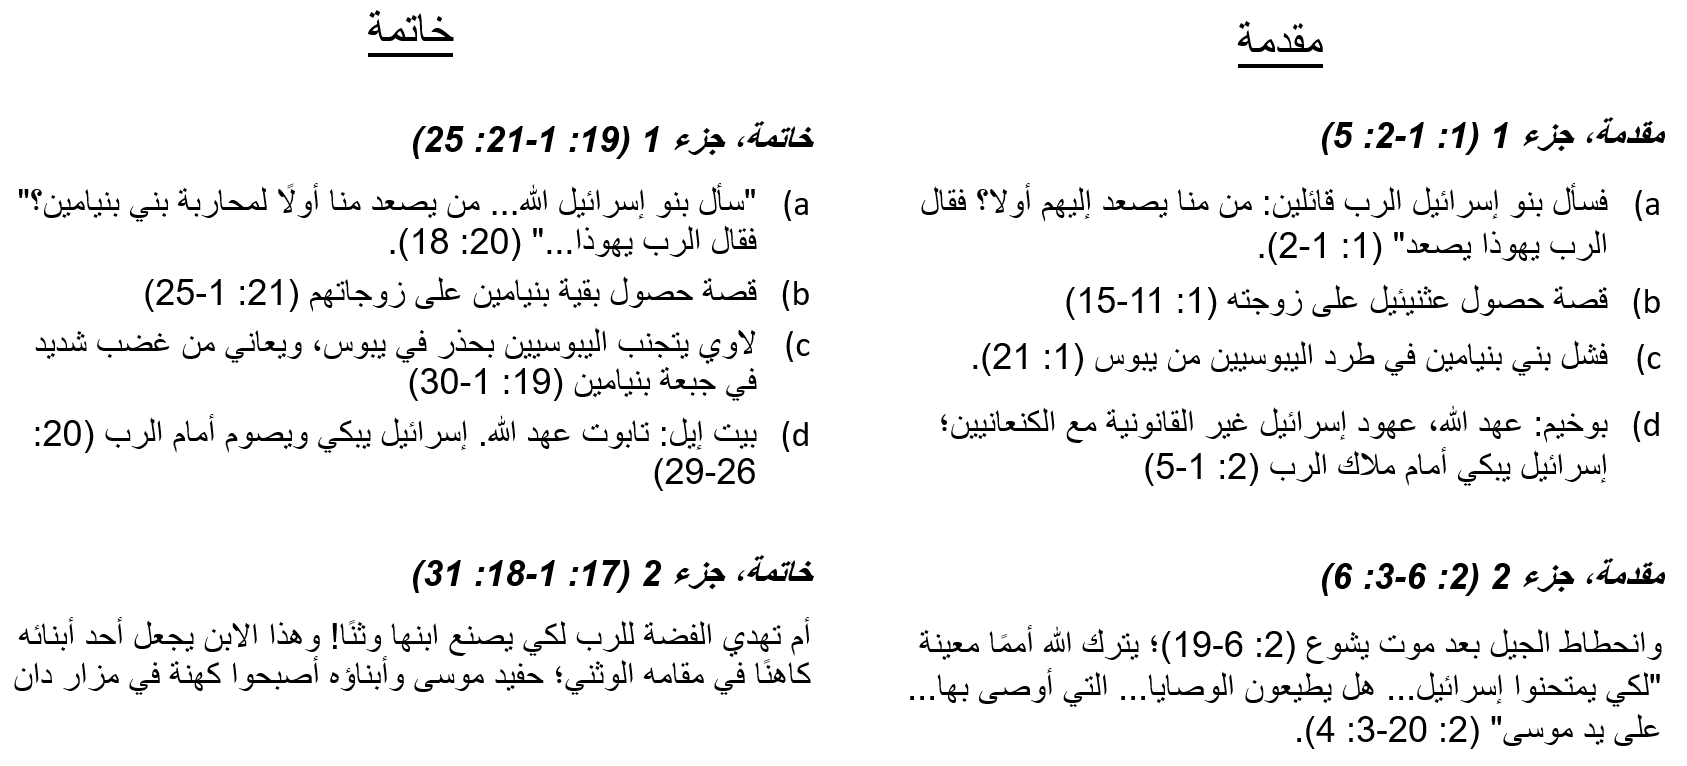 مقدمة
مقدمة، جزء 1 (1: 1-2: 5)
a) فسأل بنو إسرائيل الرب قائلين: من منا يصعد إليهم أولا؟ فقال
الرب يهوذا يصعد" (1: 1-2).
b) قصة حصول عثنيئيل على زوجته (1: 11-15)
c) فشل بني بنيامين في طرد اليبوسيين من يبوس (1: 21).
d) بوخيم: عهد الله، عهود إسرائيل غير القانونية مع الكنعانيين؛
إسرائيل يبكي أمام ملاك الرب (2: 1-5)
مقدمة، جزء 2 (2: 6-3: 6)
وانحطاط الجيل بعد موت يشوع (2: 6-19)؛ يترك الله أممًا معينة
"لكي يمتحنوا إسرائيل... هل يطيعون الوصايا... التي أوصى بها...
على يد موسى" (2: 20-3: 4).
خاتمة
خاتمة، جزء 1 (19: 1-21: 25)
a) "سأل بنو إسرائيل الله... من يصعد منا أولًا لمحاربة بني بنيامين؟"
فقال الرب يهوذا..." (20: 18).
b) قصة حصول بقية بنيامين على زوجاتهم (21: 1-25)
c) لاوي يتجنب اليبوسيين بحذر في يبوس، ويعاني من غضب شديد
في جبعة بنيامين (19: 1-30)
d) بيت إيل: تابوت عهد الله. إسرائيل يبكي ويصوم أمام الرب (20:
26-29)
خاتمة، جزء 2 (17: 1-18: 31)
أم تهدي الفضة للرب لكي يصنع ابنها وثنًا! وهذا الابن يجعل أحد أبنائه
كاهنًا في مقامه الوثني؛ حفيد موسى وأبناؤه أصبحوا كهنة في مزار دان